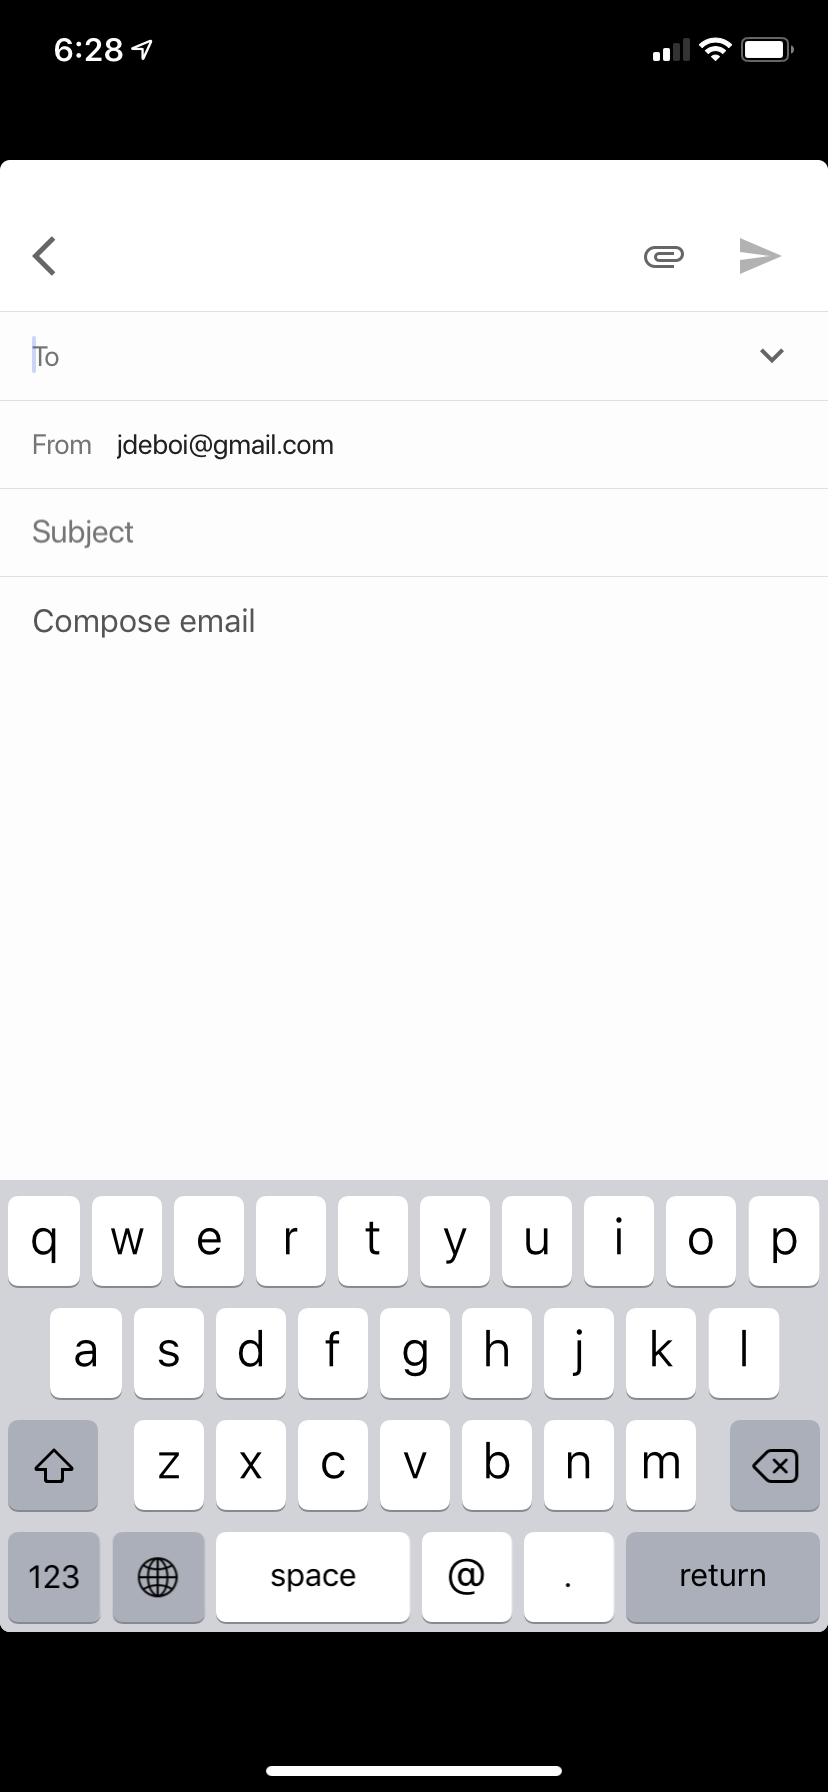 6:28
To
From jdeboi@gmail.com
Subject
Compose email
q w e r t y u i o p
a s d f g h j k l
z x c v b n m
123 space @ . return